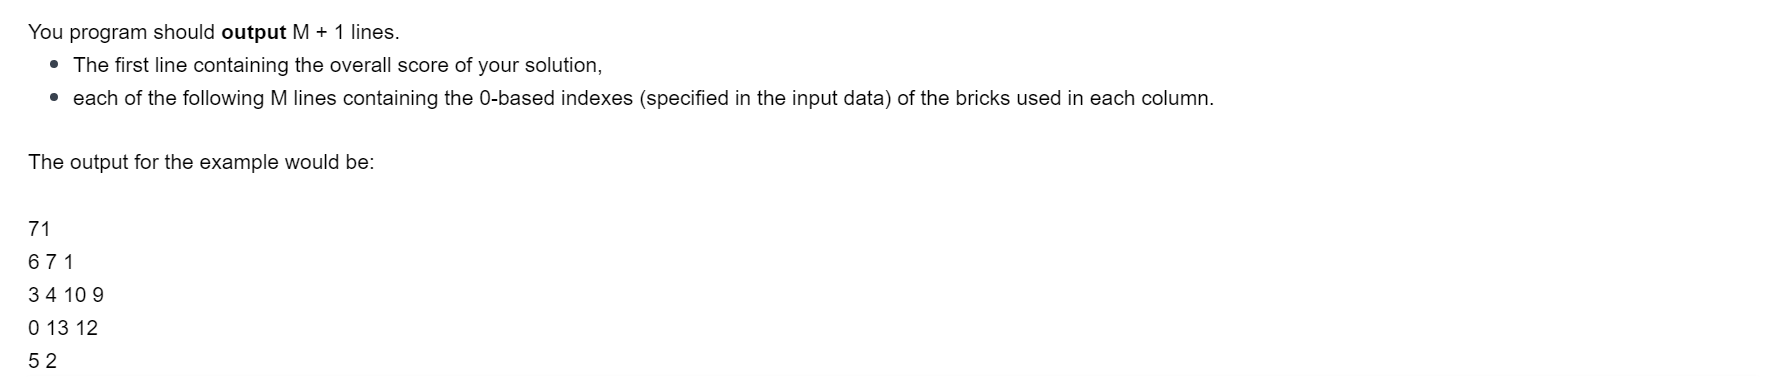 You program should output M + 1 lines.
• The first line containing the overall score of your solution,
• each of the following M lines containing the 0-based indexes (specified in the input data) of the bricks used in each column.
The output for the example would be:
71
6 7 1
3 4 10 9
0 13 12
5 2